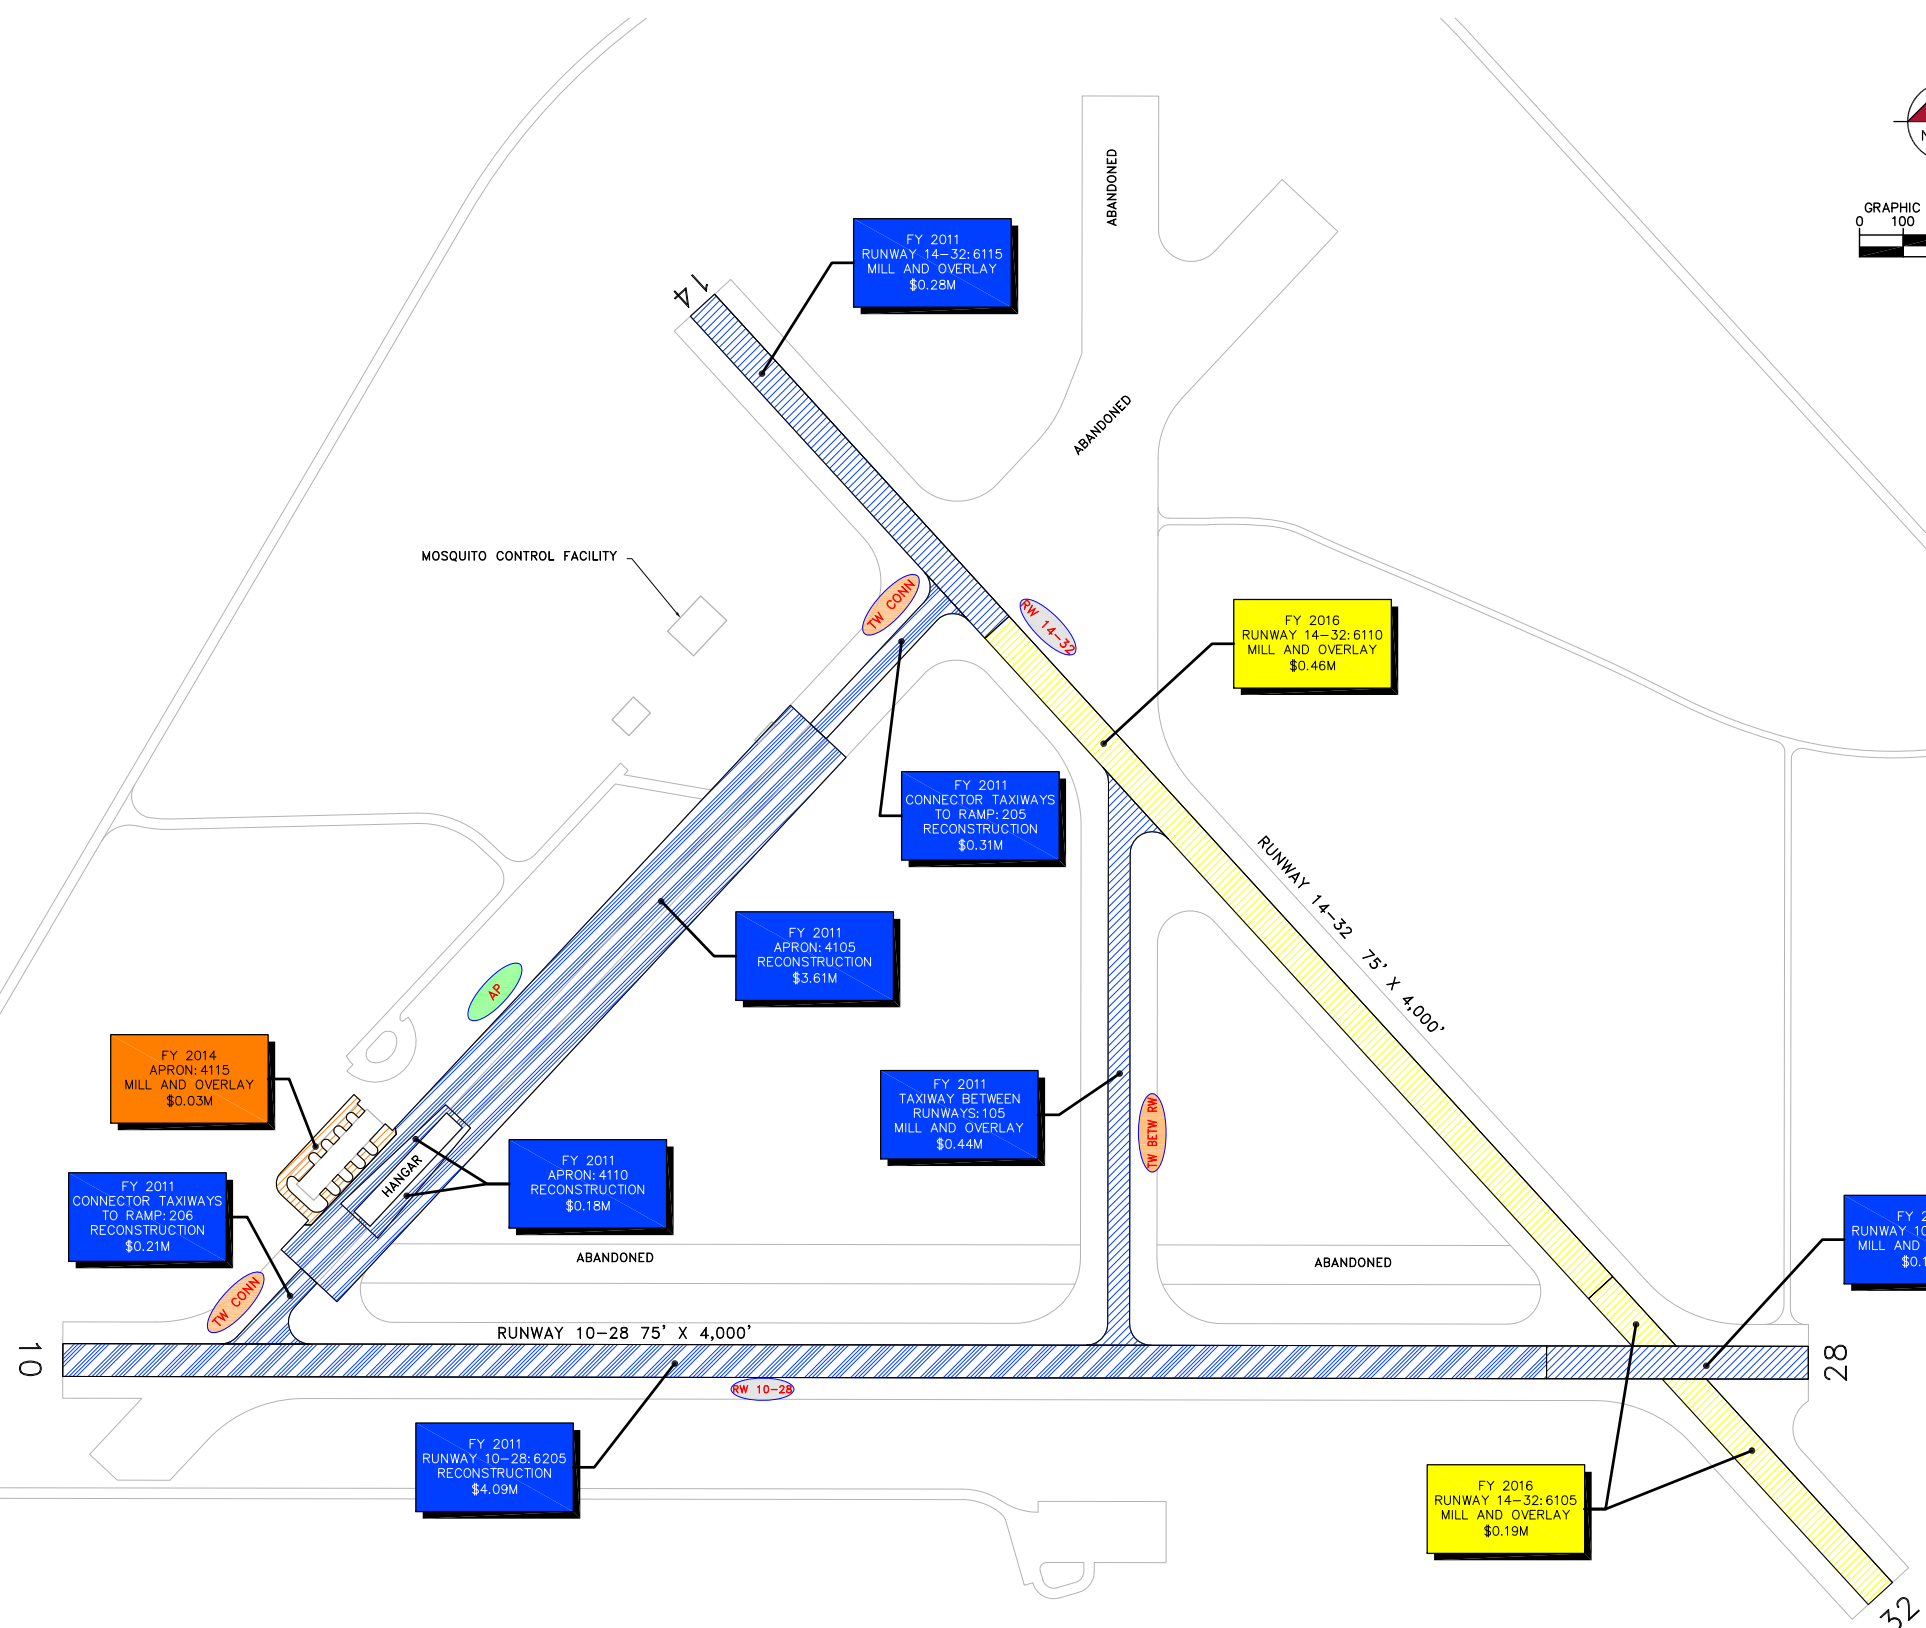 ABANDONED
GRAPHIC
0 100
FY 2011
RUNWAY 14-32:6115
MILL AND OVERLAY
$0.28M
14
ABANDONED
MOSQUITO CONTROL FACILITY
TW CONN
RW 14-32
FY 2016
RUNWAY 14-32:6110
MILL AND OVERLAY
$0.46M
FY 2011
CONNECTOR TAXIWAYS
TO RAMP:205
RECONSTRUCTION
$0.31M
RUNWAY 14-32 75' X 4,000'
FY 2011
APRON:4105
RECONSTRUCTION
$3.61M
AP
FY 2014
APRON:4115
MILL AND OVERLAY
$0.03M
FY 2011
TAXIWAY BETWEEN
RUNWAYS:105
MILL AND OVERLAY
$0.44M
TW BETW RW
HANGAR
FY 2011
APRON:4110
RECONSTRUCTION
$0.18M
FY 2011
CONNECTOR TAXIWAYS
TO RAMP:206
RECONSTRUCTION
$0.21M
ABANDONED
ABANDONED
RUNWAY 10
MILL AND
TW CONN
RUNWAY 10-28 75' X 4,000'
10
28
RW 10-28
FY 2011
RUNWAY 10-28:6205
RECONSTRUCTION
$4.09M
FY 2016
RUNWAY 14-32:6105
MILL AND OVERLAY
$0.19M
32